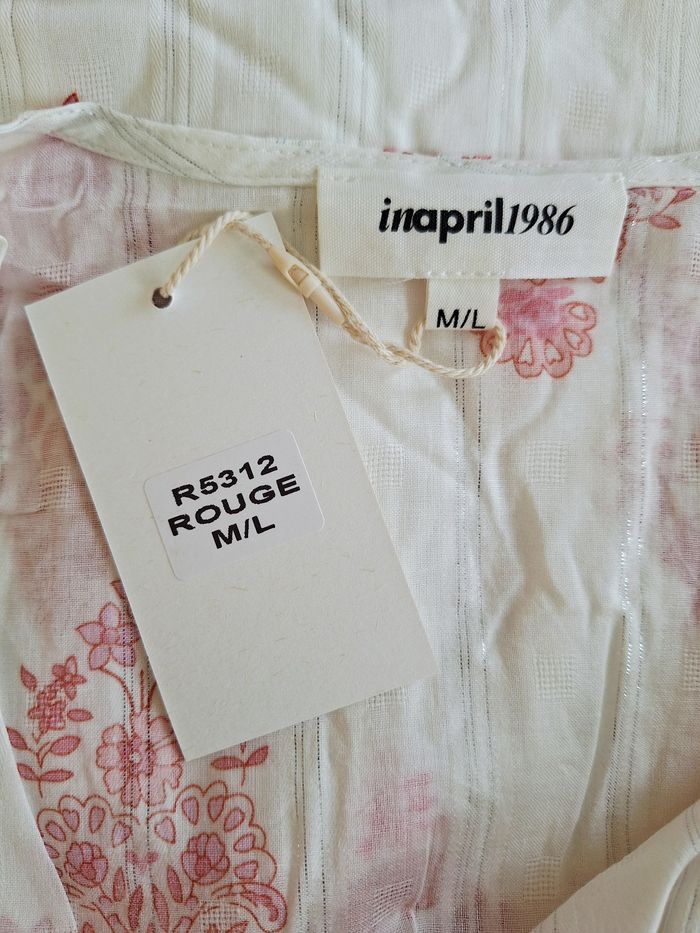 inapril1986
M/L
R5312
ROUGE
M/L